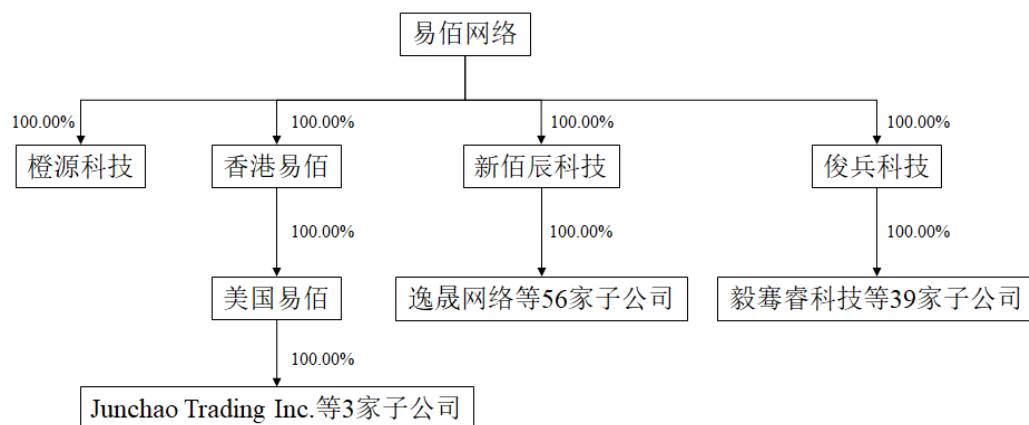 易佰网络
100.00%
100.00%
100.00%
100.00%
橙源科技
香港易佰
新佰辰科技
俊兵科技
100.00%
100.00%
100.00%
美国易佰
逸晟网络等56家子公司
毅骞睿科技等39家子公司
100.00%
Junchao Trading Inc.等3家子公司